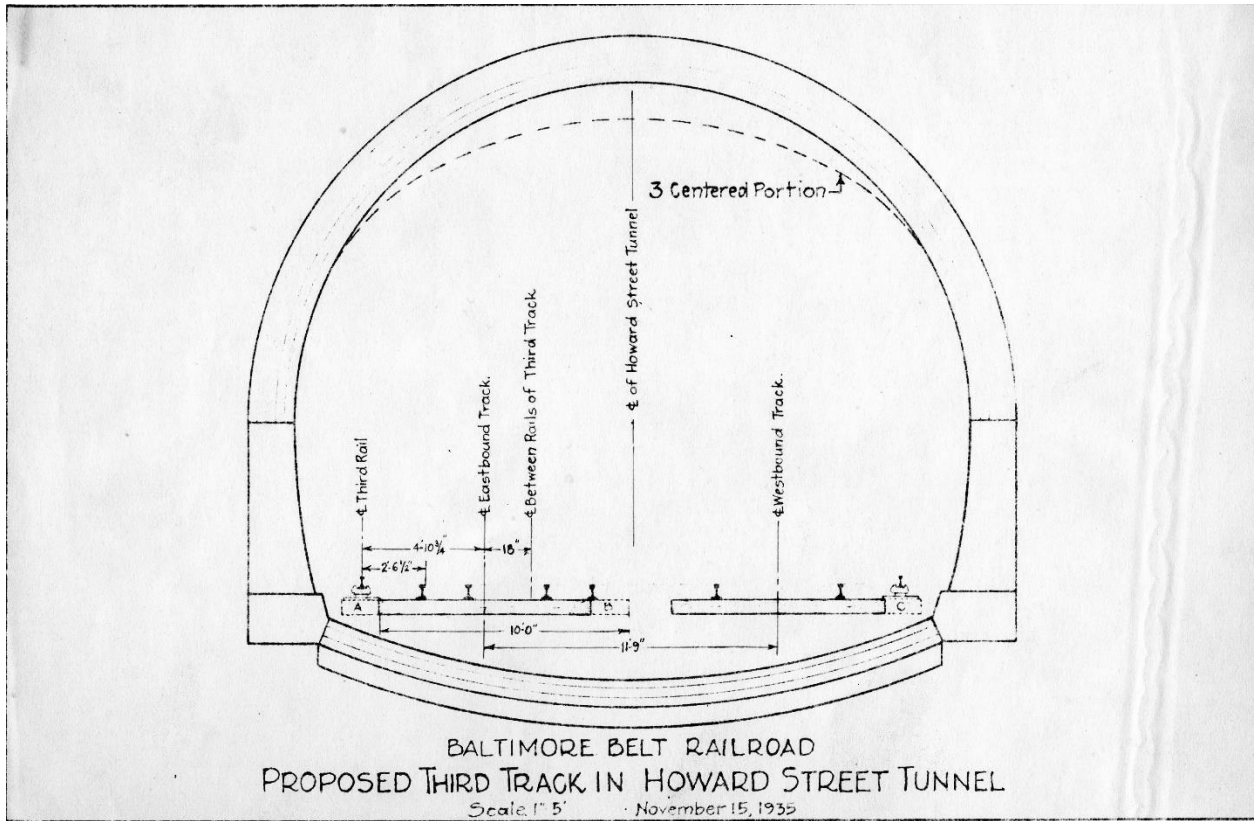 3 Centered Portion
℄ of Howard Street Tunnel
℄ Third Rail
℄ Eastbound Track.
℄ Between Rails of Third Track
℄ Westbound Track.
4'-10¾"
18"
2'-6½"
A
B
C
10'-0"
11'-9"
BALTIMORE BELT RAILROAD
PROPOSED THIRD TRACK IN HOWARD STREET TUNNEL
Scale 1"=5' November 15, 1935